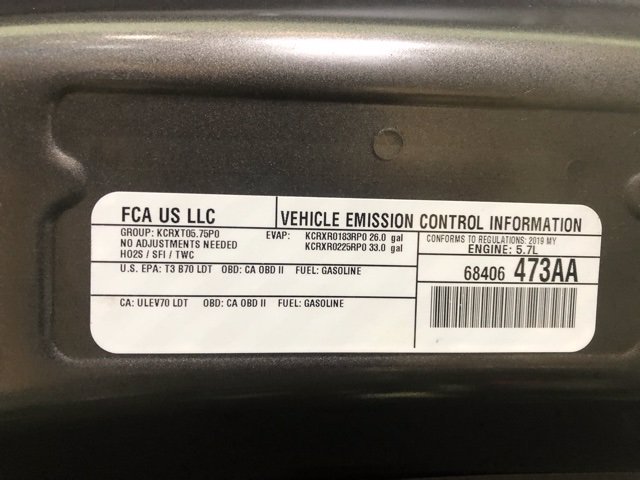 FCA US LLC
VEHICLE EMISSION CONTROL INFORMATION
GROUP: KCRXT05.75P0
NO ADJUSTMENTS NEEDED
HO2S / SFI / TWC
EVAP: KCRXR0183RP0 26.0 gal
KCRXR0225RP0 33.0 gal
CONFORMS TO REGULATIONS: 2019 MY
ENGINE: 5.7L
U.S. EPA: T3 B70 LDT OBD: CA OBD II FUEL: GASOLINE
68406 473AA
CA: ULEV70 LDT OBD: CA OBD II FUEL: GASOLINE